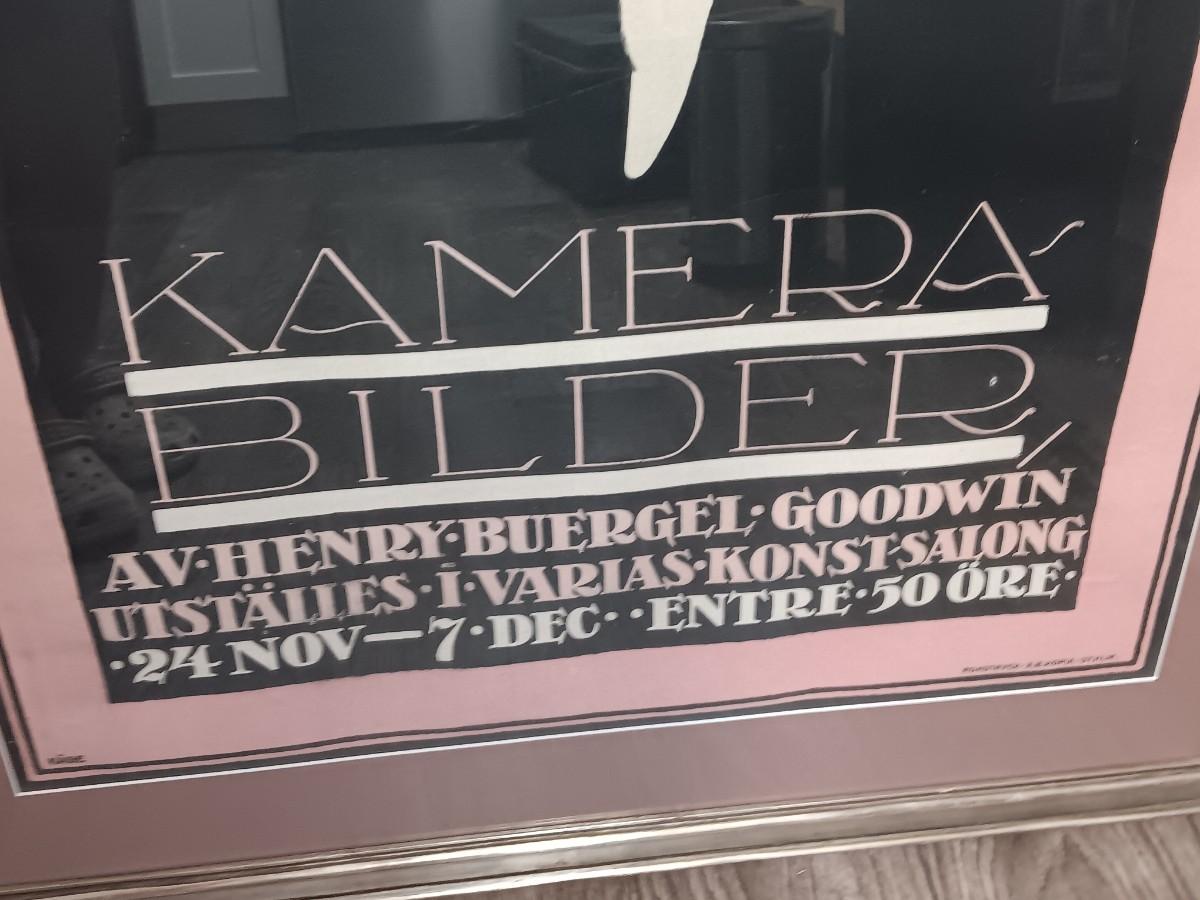 KAMERA-
BILDER,
AV·HENRY·BUERGEL·GOODWIN
UTSTÄLLES·I·VARIAS·KONST·SALONG
·24 NOV—7·DEC··ENTRE·50 ÖRE·